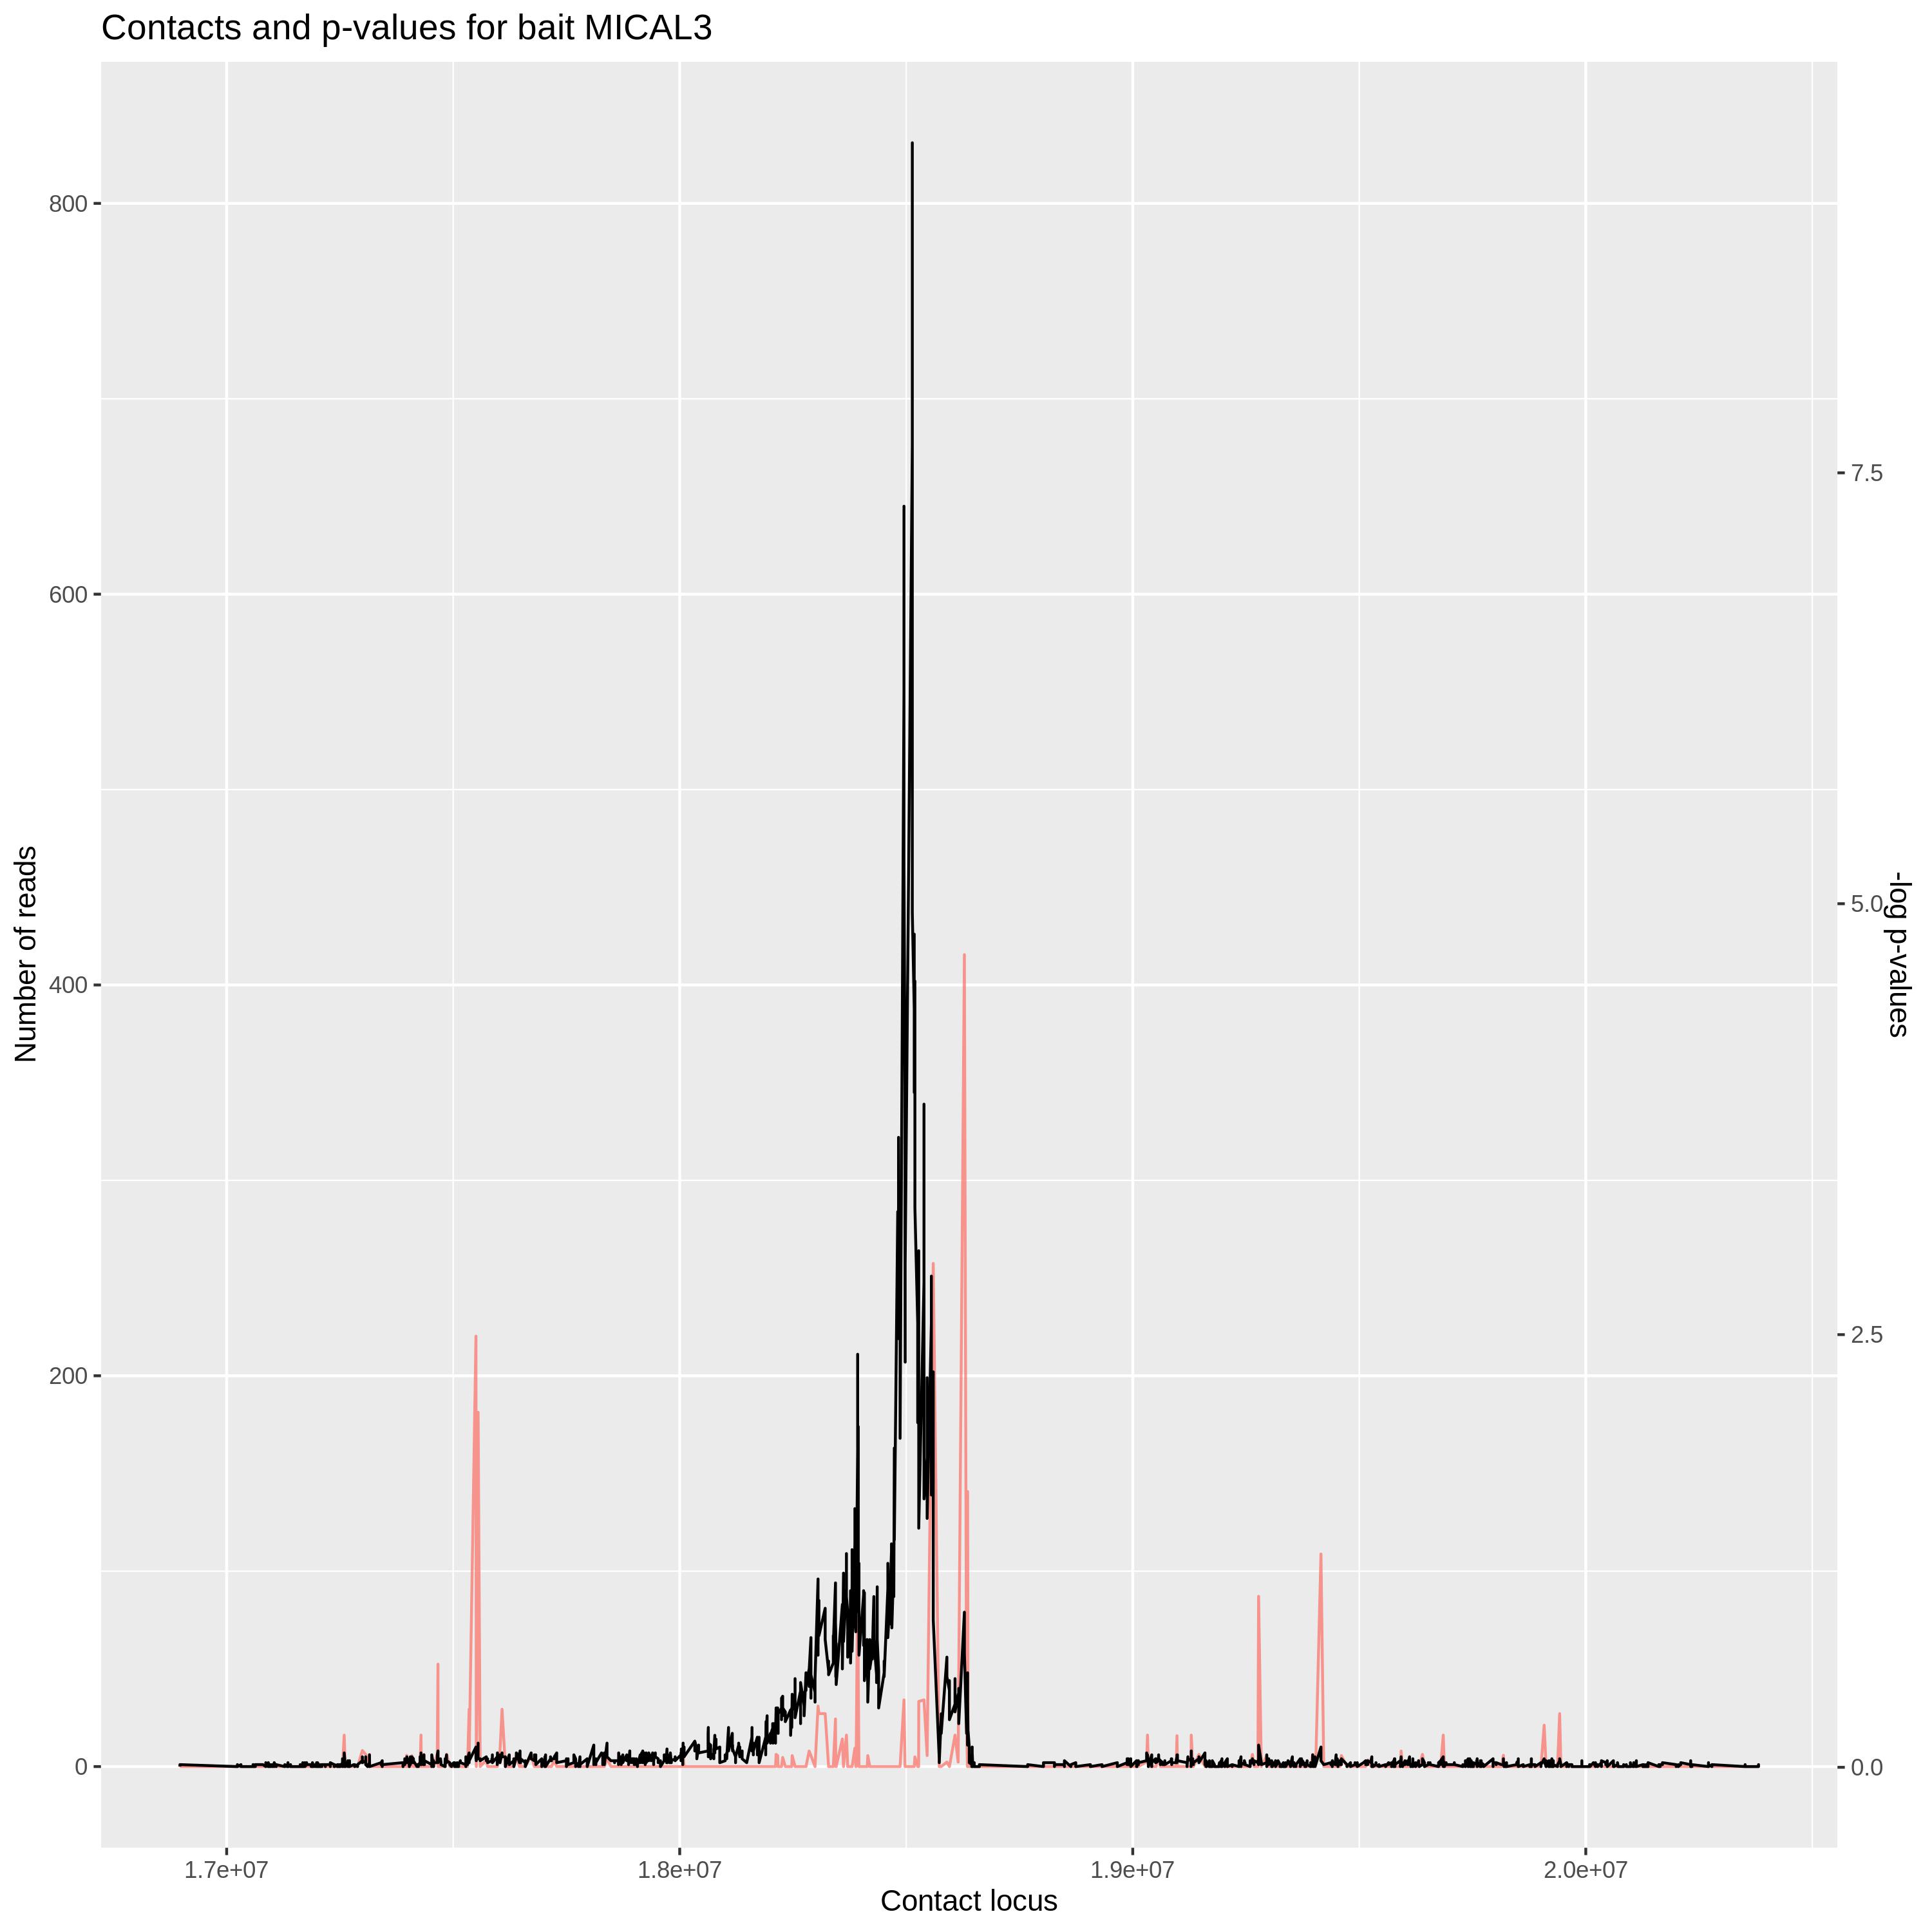 Contacts and p-values for bait MICAL3
800
600
400
200
0
Number of reads
7.5
5.0
2.5
0.0
-log p-values
1.7e+07
1.8e+07
1.9e+07
2.0e+07
Contact locus